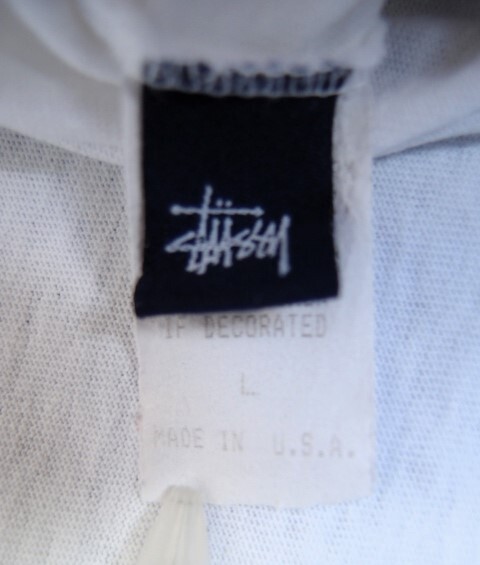 Stüssy
IF DECORATED
L
MADE IN U.S.A.